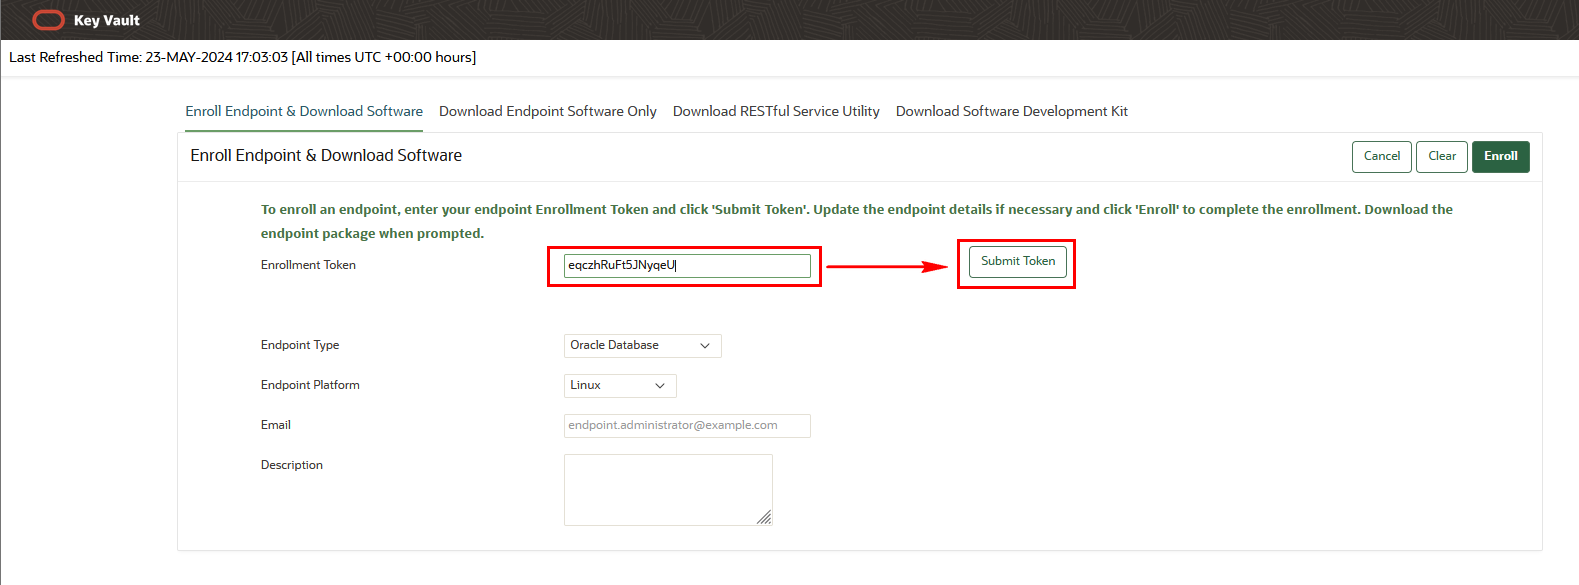 Key Vault
Last Refreshed Time: 23-MAY-2024 17:03:03 [All times UTC +00:00 hours]
Enroll Endpoint & Download Software Download Endpoint Software Only Download RESTful Service Utility Download Software Development Kit
Enroll Endpoint & Download Software Cancel Clear Enroll
To enroll an endpoint, enter your endpoint Enrollment Token and click 'Submit Token'. Update the endpoint details if necessary and click 'Enroll' to complete the enrollment. Download the
endpoint package when prompted.
Enrollment Token eqczhRuFt5JNyqeU Submit Token
Endpoint Type Oracle Database
Endpoint Platform Linux
Email endpoint.administrator@example.com
Description